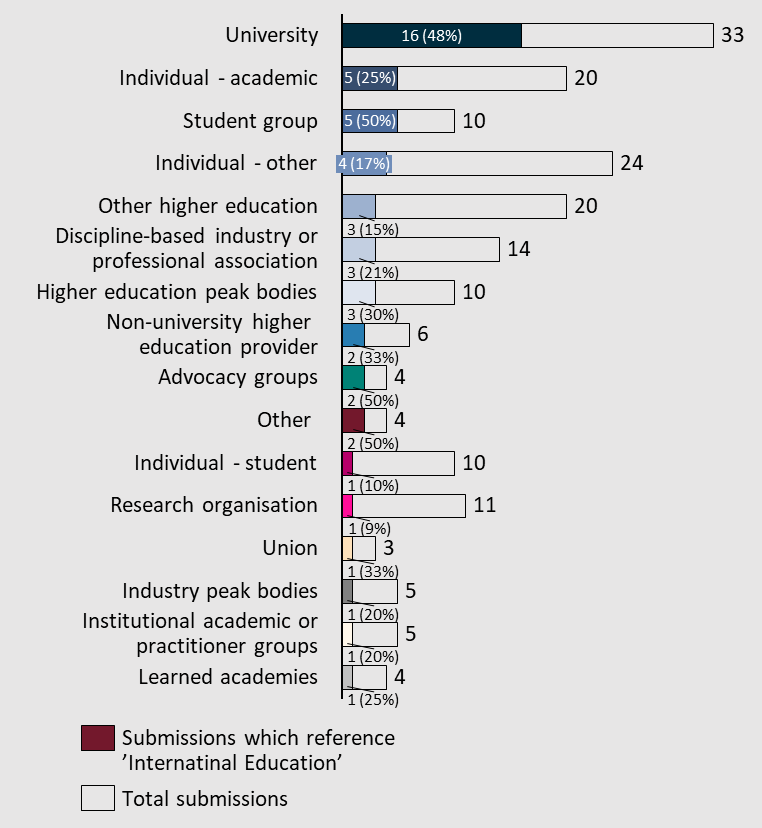 University
16 (48%)
33
Individual - academic
5 (25%)
20
Student group
5 (50%)
10
Individual - other
4 (17%)
24
Other higher education
20
3 (15%)
Discipline-based industry or
professional association
14
3 (21%)
Higher education peak bodies
10
3 (30%)
Non-university higher
education provider
6
2 (33%)
Advocacy groups
4
2 (50%)
Other
4
2 (50%)
Individual - student
10
1 (10%)
Research organisation
11
1 (9%)
Union
3
1 (33%)
Industry peak bodies
5
1 (20%)
Institutional academic or
practitioner groups
5
1 (20%)
Learned academies
4
1 (25%)
Submissions which reference
’Internatinal Education’
Total submissions